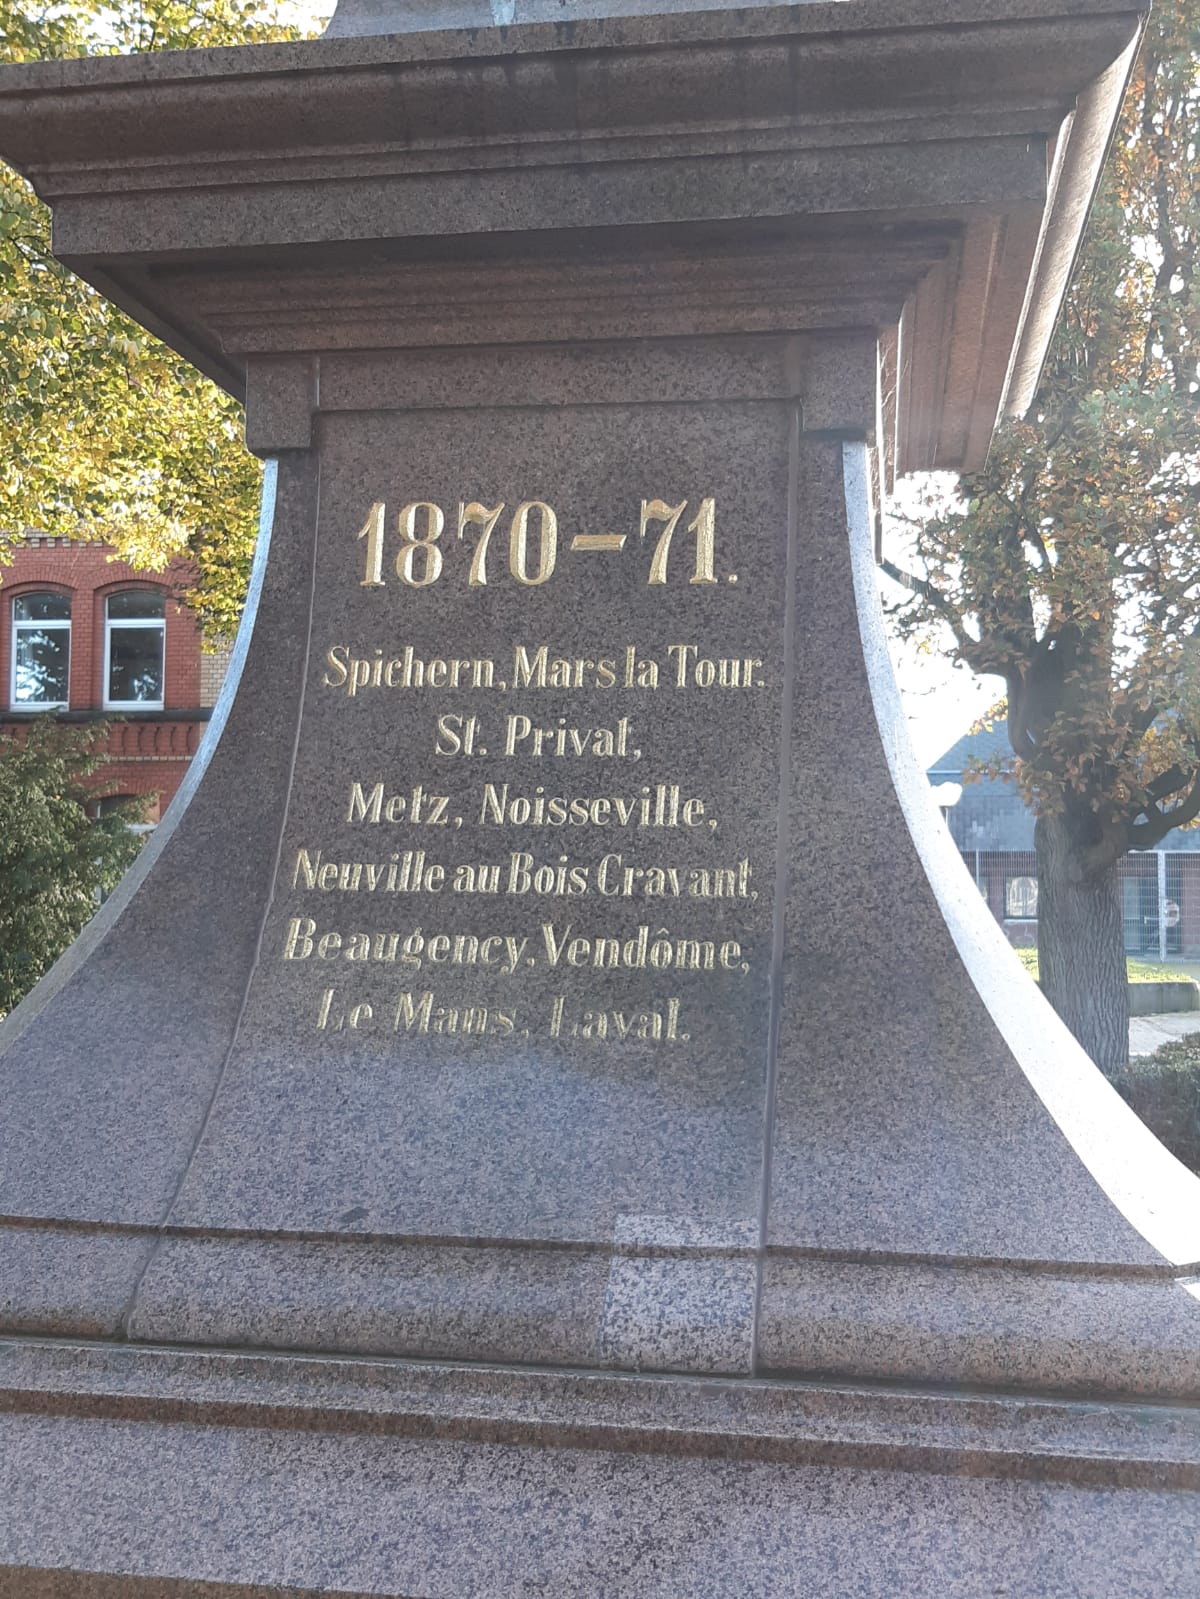 1870–71.
Spichern, Mars la Tour.
St. Privat,
Metz, Noisseville,
Neuville au Bois Cravant,
Beaugency, Vendôme,
Le Mans, Laval.